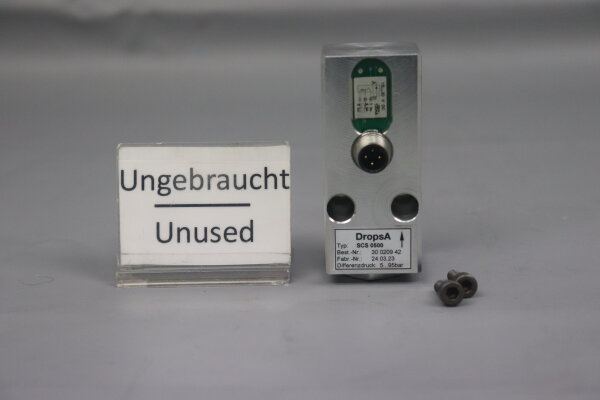 Ungebraucht
Unused
DropsA
Typ: SCS 0500
Best.-Nr.: 30 0209 42
Fabr.-Nr.: 24.03.23
Differenzdruck: 5...95bar